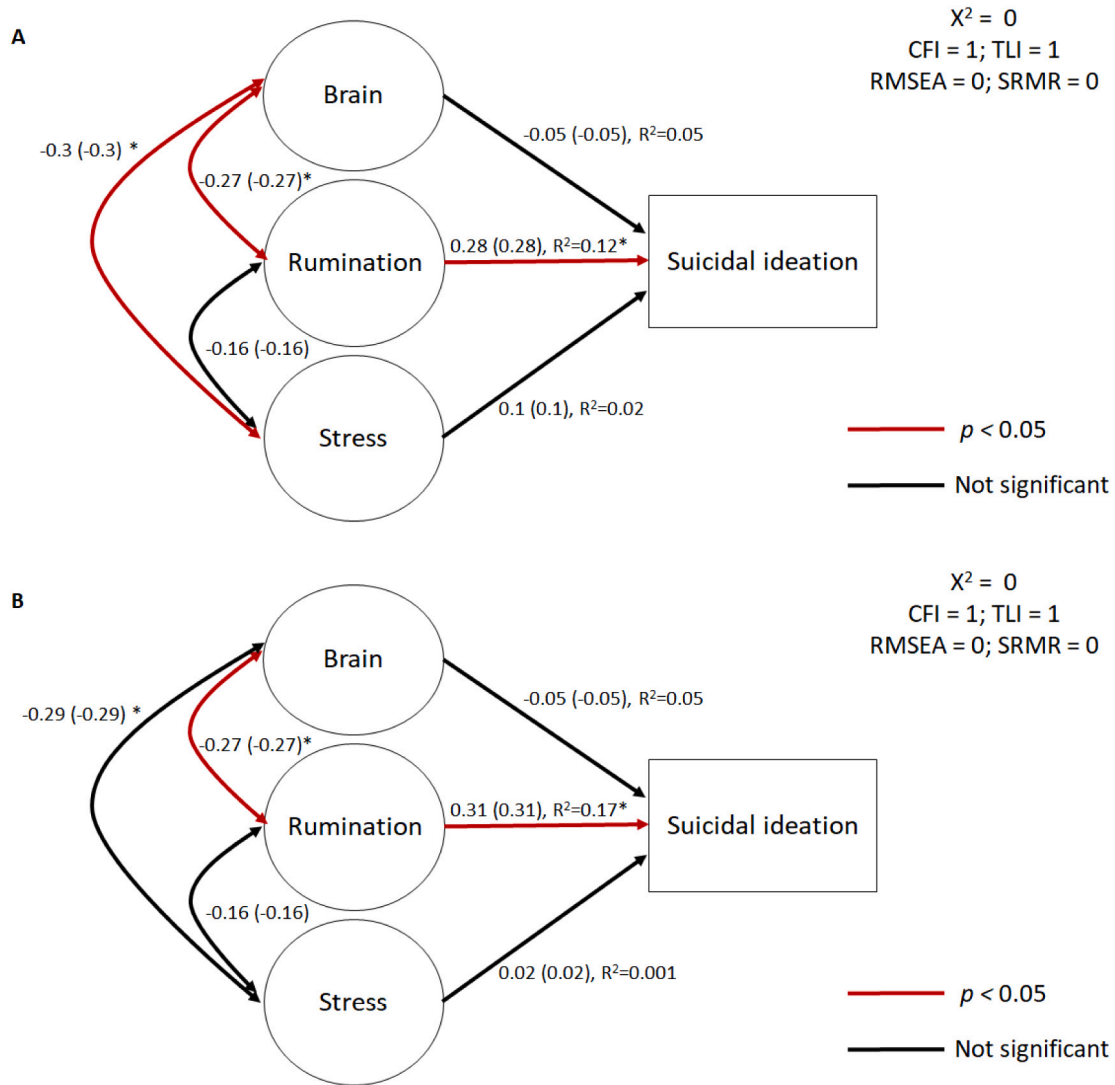 A
X² = 0
CFI = 1; TLI = 1
RMSEA = 0; SRMR = 0
Brain
-0.05 (-0.05), R²=0.05
-0.3 (-0.3) *
-0.27 (-0.27)*
Rumination
0.28 (0.28), R²=0.12*
Suicidal ideation
-0.16 (-0.16)
0.1 (0.1), R²=0.02
Stress
p < 0.05
Not significant
B
X² = 0
CFI = 1; TLI = 1
RMSEA = 0; SRMR = 0
Brain
-0.05 (-0.05), R²=0.05
-0.29 (-0.29) *
-0.27 (-0.27)*
Rumination
0.31 (0.31), R²=0.17*
Suicidal ideation
-0.16 (-0.16)
0.02 (0.02), R²=0.001
Stress
p < 0.05
Not significant